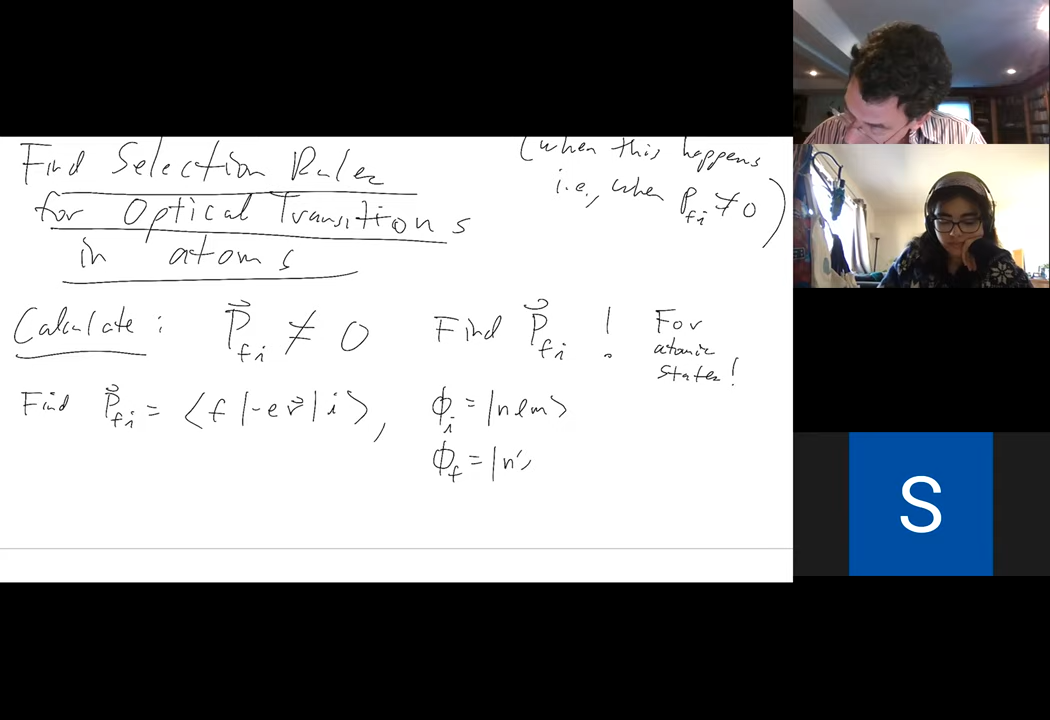 Find Selection Rules
for Optical Transitions
in atoms
(when this happens
i.e., when P_fi ≠ 0)
Calculate: P⃗_fi ≠ 0 Find P⃗_fi ! For atomic states!
Find P⃗_fi = ⟨f|-er⃗|i⟩, ϕ_i = |nlm⟩
ϕ_f = |n',
S